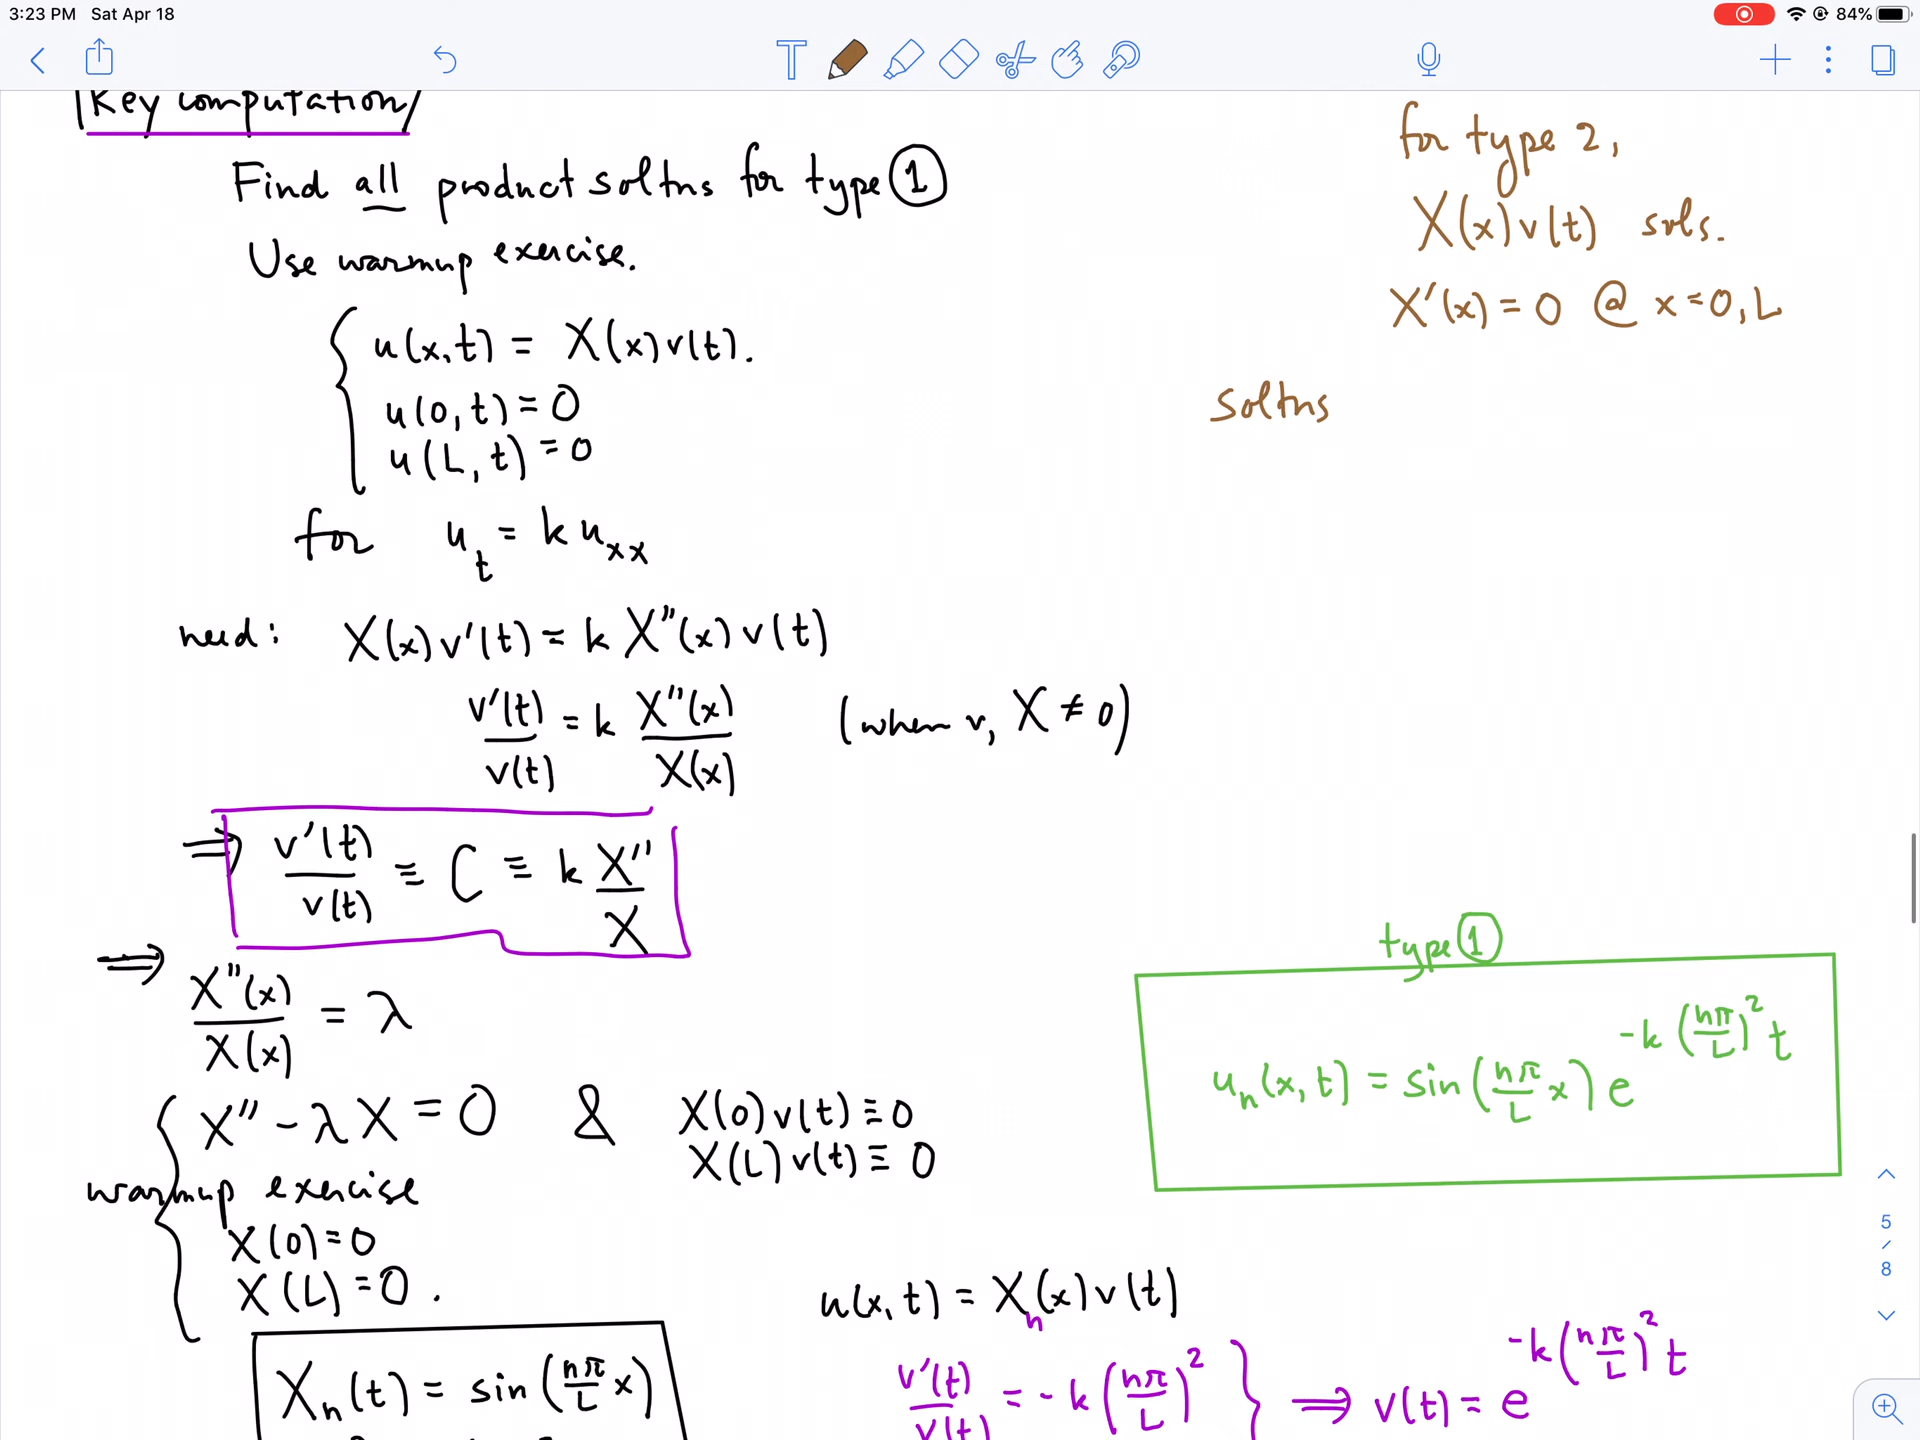 3:23 PM Sat Apr 18
84%
Key computation
Find all product soltns for type ①
Use warmup exercise.
u(x,t) = X(x)v(t).
u(0,t) = 0
u(L,t) = 0
for u_t = k u_xx
need: X(x)v'(t) = k X''(x)v(t)
v'(t)/v(t) = k X''(x)/X(x) (when v, X ≠ 0)
⇒ v'(t)/v(t) ≡ C ≡ k X''/X
⇒ X''(x)/X(x) = λ
X'' - λX = 0 & X(0)v(t) ≡ 0
X(L)v(t) ≡ 0
warmup exercise
X(0) = 0
X(L) = 0.
X_n(t) = sin(nπ/L x)
for type 2,
X(x)v(t) sols.
X'(x) = 0 @ x = 0, L
soltns
type ①
u_n(x,t) = sin(nπ/L x) e^{-k(nπ/L)^2 t}
u(x,t) = X_n(x)v(t)
v'(t)/v(t) = -k(nπ/L)^2 } ⇒ v(t) = e^{-k(nπ/L)^2 t}
5
/
8